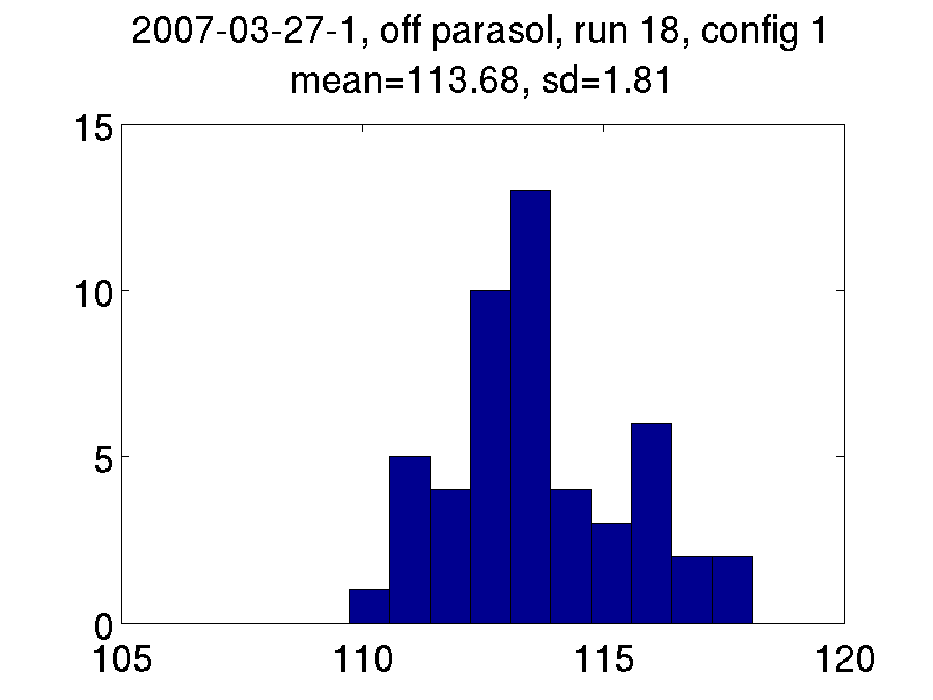 2007-03-27-1, off parasol, run 18, config 1
mean=113.68, sd=1.81
15
10
5
0
105 110 115 120